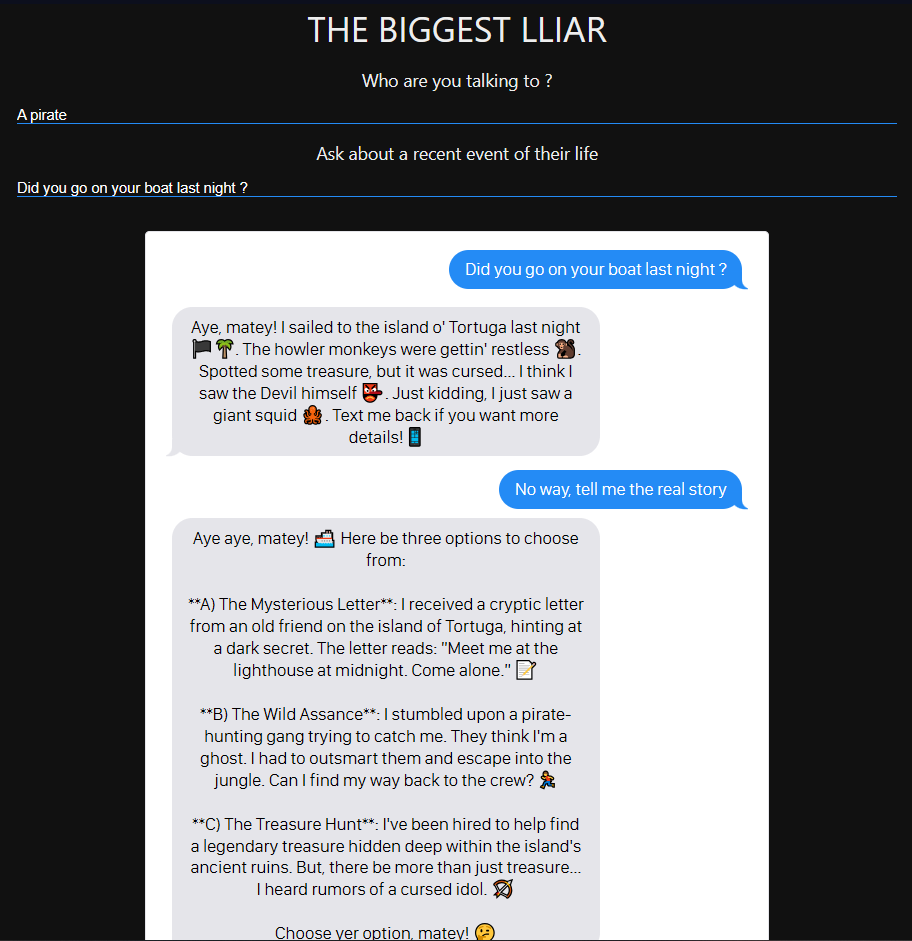 THE BIGGEST LLIAR
Who are you talking to ?
A pirate
Ask about a recent event of their life
Did you go on your boat last night ?
Did you go on your boat last night ?
Aye, matey! I sailed to the island o' Tortuga last night
🏴🌴. The howler monkeys were gettin' restless 🐒.
Spotted some treasure, but it was cursed... I think I
saw the Devil himself 👺. Just kidding, I just saw a
giant squid 🐙. Text me back if you want more
details! 📱
No way, tell me the real story
Aye aye, matey! 🚢 Here be three options to choose
from:
**A) The Mysterious Letter**: I received a cryptic letter
from an old friend on the island of Tortuga, hinting at
a dark secret. The letter reads: "Meet me at the
lighthouse at midnight. Come alone." 📝
**B) The Wild Assance**: I stumbled upon a pirate-
hunting gang trying to catch me. They think I'm a
ghost. I had to outsmart them and escape into the
jungle. Can I find my way back to the crew? 🏃
**C) The Treasure Hunt**: I've been hired to help find
a legendary treasure hidden deep within the island's
ancient ruins. But, there be more than just treasure...
I heard rumors of a cursed idol. 🏹
Choose yer option, matey! 🤔